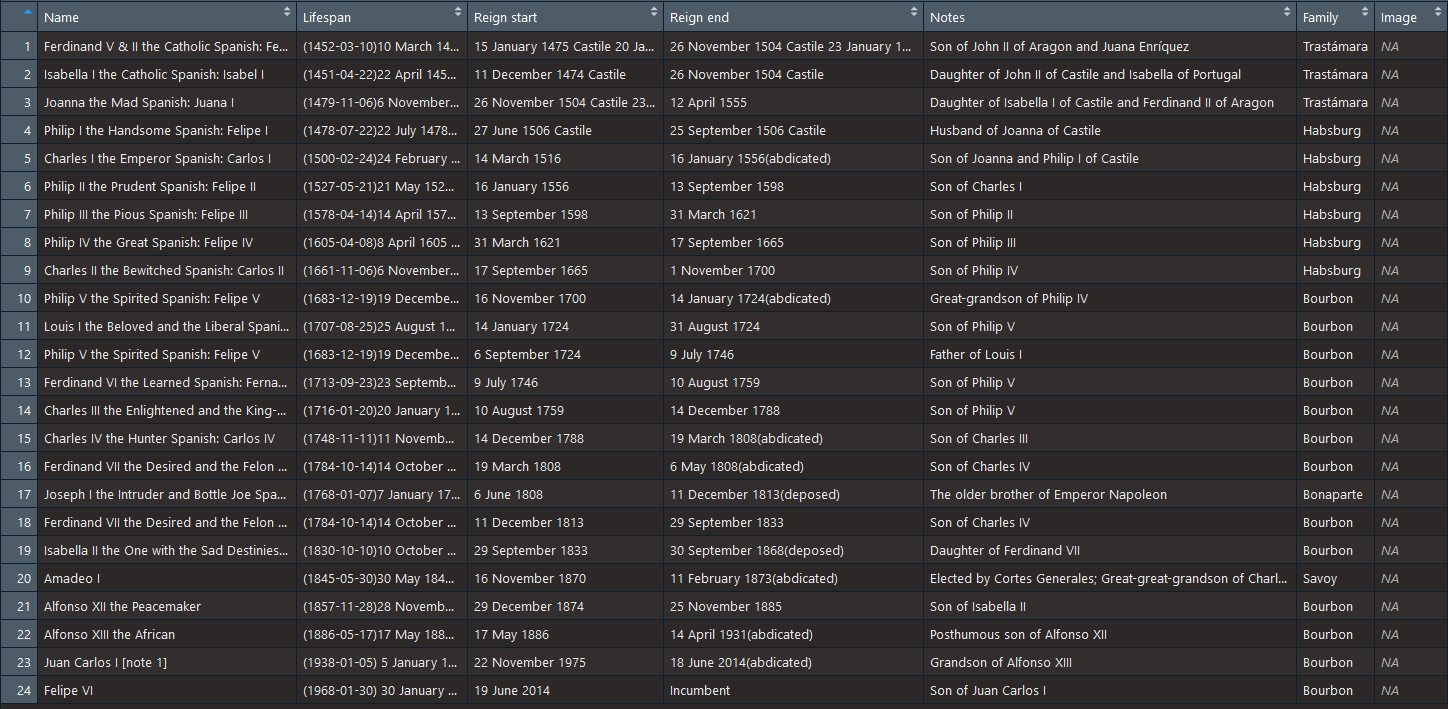 Name Lifespan Reign start Reign end Notes Family Image
1 Ferdinand V & II the Catholic Spanish: Fe... (1452-03-10)10 March 14... 15 January 1475 Castile 20 Ja... 26 November 1504 Castile 23 January 1... Son of John II of Aragon and Juana Enríquez Trastámara NA
2 Isabella I the Catholic Spanish: Isabel I (1451-04-22)22 April 145... 11 December 1474 Castile 26 November 1504 Castile Daughter of John II of Castile and Isabella of Portugal Trastámara NA
3 Joanna the Mad Spanish: Juana I (1479-11-06)6 November... 26 November 1504 Castile 23... 12 April 1555 Daughter of Isabella I of Castile and Ferdinand II of Aragon Trastámara NA
4 Philip I the Handsome Spanish: Felipe I (1478-07-22)22 July 1478... 27 June 1506 Castile 25 September 1506 Castile Husband of Joanna of Castile Habsburg NA
5 Charles I the Emperor Spanish: Carlos I (1500-02-24)24 February ... 14 March 1516 16 January 1556(abdicated) Son of Joanna and Philip I of Castile Habsburg NA
6 Philip II the Prudent Spanish: Felipe II (1527-05-21)21 May 152... 16 January 1556 13 September 1598 Son of Charles I Habsburg NA
7 Philip III the Pious Spanish: Felipe III (1578-04-14)14 April 157... 13 September 1598 31 March 1621 Son of Philip II Habsburg NA
8 Philip IV the Great Spanish: Felipe IV (1605-04-08)8 April 1605 ... 31 March 1621 17 September 1665 Son of Philip III Habsburg NA
9 Charles II the Bewitched Spanish: Carlos II (1661-11-06)6 November... 17 September 1665 1 November 1700 Son of Philip IV Habsburg NA
10 Philip V the Spirited Spanish: Felipe V (1683-12-19)19 Decembe... 16 November 1700 14 January 1724(abdicated) Great-grandson of Philip IV Bourbon NA
11 Louis I the Beloved and the Liberal Spani... (1707-08-25)25 August 1... 14 January 1724 31 August 1724 Son of Philip V Bourbon NA
12 Philip V the Spirited Spanish: Felipe V (1683-12-19)19 Decembe... 6 September 1724 9 July 1746 Father of Louis I Bourbon NA
13 Ferdinand VI the Learned Spanish: Ferna... (1713-09-23)23 Septemb... 9 July 1746 10 August 1759 Son of Philip V Bourbon NA
14 Charles III the Enlightened and the King-... (1716-01-20)20 January 1... 10 August 1759 14 December 1788 Son of Philip V Bourbon NA
15 Charles IV the Hunter Spanish: Carlos IV (1748-11-11)11 Novemb... 14 December 1788 19 March 1808(abdicated) Son of Charles III Bourbon NA
16 Ferdinand VII the Desired and the Felon ... (1784-10-14)14 October ... 19 March 1808 6 May 1808(abdicated) Son of Charles IV Bourbon NA
17 Joseph I the Intruder and Bottle Joe Spa... (1768-01-07)7 January 17... 6 June 1808 11 December 1813(deposed) The older brother of Emperor Napoleon Bonaparte NA
18 Ferdinand VII the Desired and the Felon ... (1784-10-14)14 October ... 11 December 1813 29 September 1833 Son of Charles IV Bourbon NA
19 Isabella II the One with the Sad Destinies... (1830-10-10)10 October ... 29 September 1833 30 September 1868(deposed) Daughter of Ferdinand VII Bourbon NA
20 Amadeo I (1845-05-30)30 May 184... 16 November 1870 11 February 1873(abdicated) Elected by Cortes Generales; Great-great-grandson of Charl... Savoy NA
21 Alfonso XII the Peacemaker (1857-11-28)28 Novemb... 29 December 1874 25 November 1885 Son of Isabella II Bourbon NA
22 Alfonso XIII the African (1886-05-17)17 May 188... 17 May 1886 14 April 1931(abdicated) Posthumous son of Alfonso XII Bourbon NA
23 Juan Carlos I [note 1] (1938-01-05) 5 January 1... 22 November 1975 18 June 2014(abdicated) Grandson of Alfonso XIII Bourbon NA
24 Felipe VI (1968-01-30) 30 January ... 19 June 2014 Incumbent Son of Juan Carlos I Bourbon NA